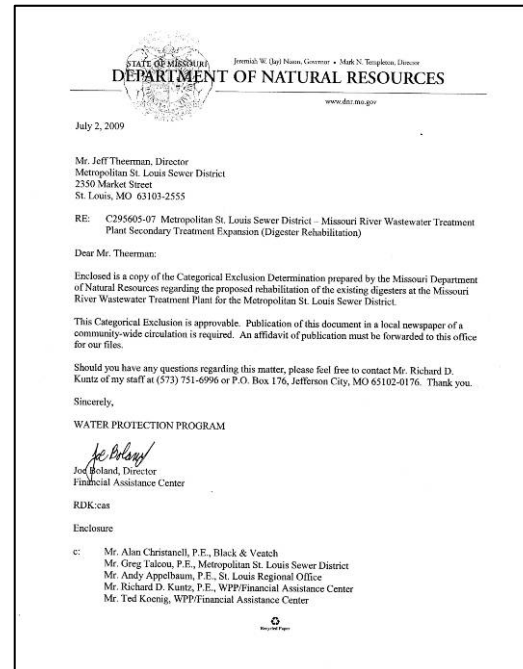 STATE OF MISSOURI
Jeremiah W. (Jay) Nixon, Governor • Mark N. Templeton, Director
DEPARTMENT OF NATURAL RESOURCES
www.dnr.mo.gov
July 2, 2009
Mr. Jeff Theerman, Director
Metropolitan St. Louis Sewer District
2350 Market Street
St. Louis, MO 63103-2555
RE: C295605-07 Metropolitan St. Louis Sewer District – Missouri River Wastewater Treatment
Plant Secondary Treatment Expansion (Digester Rehabilitation)
Dear Mr. Theerman:
Enclosed is a copy of the Categorical Exclusion Determination prepared by the Missouri Department
of Natural Resources regarding the proposed rehabilitation of the existing digesters at the Missouri
River Wastewater Treatment Plant for the Metropolitan St. Louis Sewer District.
This Categorical Exclusion is approvable. Publication of this document in a local newspaper of a
community-wide circulation is required. An affidavit of publication must be forwarded to this office
for our files.
Should you have any questions regarding this matter, please feel free to contact Mr. Richard D.
Kuntz of my staff at (573) 751-6996 or P.O. Box 176, Jefferson City, MO 65102-0176. Thank you.
Sincerely,
WATER PROTECTION PROGRAM
Joe Boland
Joe Boland, Director
Financial Assistance Center
RDK:cas
Enclosure
c: Mr. Alan Christanell, P.E., Black & Veatch
Mr. Greg Talcou, P.E., Metropolitan St. Louis Sewer District
Mr. Andy Appelbaum, P.E., St. Louis Regional Office
Mr. Richard D. Kuntz, P.E., WPP/Financial Assistance Center
Mr. Ted Koenig, WPP/Financial Assistance Center
Recycled Paper